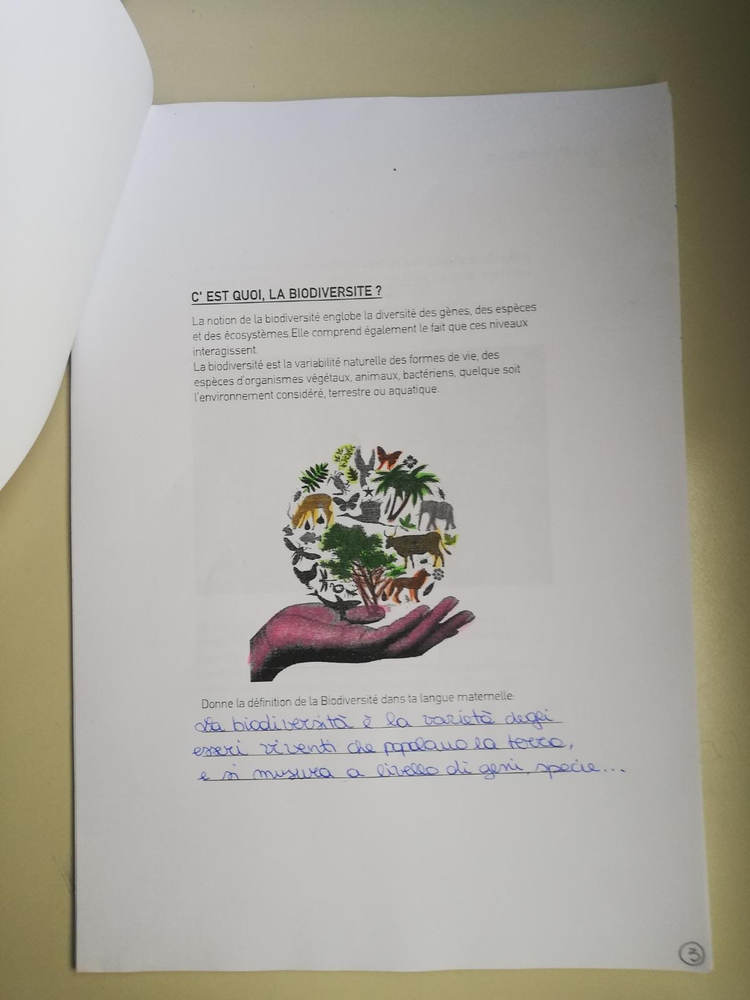 C' EST QUOI, LA BIODIVERSITE ?
La notion de la biodiversité englobe la diversité des gènes, des espèces
et des écosystèmes.Elle comprend également le fait que ces niveaux
interagissent.
La biodiversité est la variabilité naturelle des formes de vie, des
espèces d'organismes végétaux, animaux, bactériens, quelque soit
l'environnement considéré, terrestre ou aquatique.
Donne la définition de la Biodiversité dans ta langue maternelle:
La biodiversità è la varietà degli
esseri viventi che popolano la terra,
e si misura a livello di geni, specie...
3